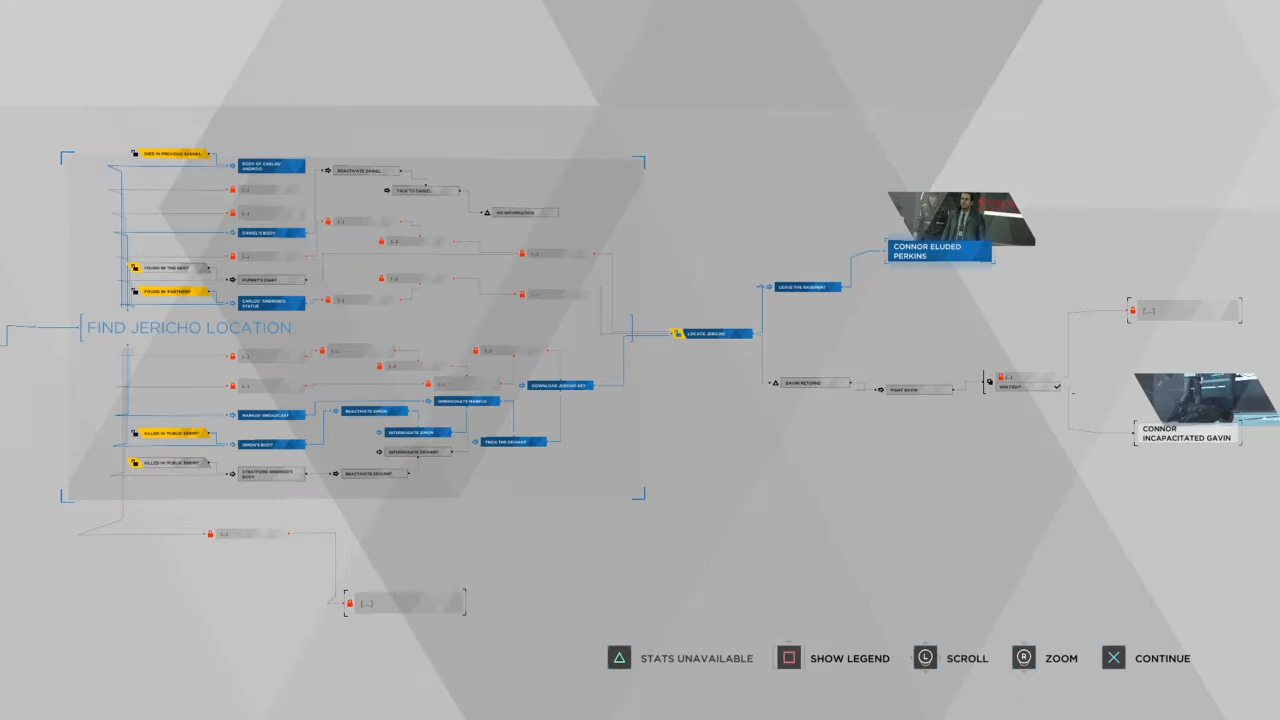 DIED IN PREVIOUS SCENES
BODY OF CARLOS'
ANDROID
REACTIVATE DANIEL
[...]
TALK TO DANIEL
[...]
NO INFORMATION
[...]
DANIEL'S BODY
[...]
CONNOR ELUDED
PERKINS
[...]
[...]
FOUND IN 'THE NEST'
RUPERT'S DIARY
[...]
LEAVE THE BASEMENT
FOUND IN 'PARTNERS'
[...]
CARLOS' ANDROID'S
STATUE
[...]
[...]
FIND JERICHO LOCATION
LOCATE JERICHO
[...]
[...]
[...]
[...]
[...]
[...]
[...]
DOWNLOAD JERICHO KEY
GAVIN RETURNS
FIGHT GAVIN
[...]
WIN FIGHT
IMPERSONATE MARKUS
MARKUS' BROADCAST
REACTIVATE SIMON
KILLED IN 'PUBLIC ENEMY'
INTERROGATE SIMON
CONNOR
INCAPACITATED GAVIN
SIMON'S BODY
TRICK THE DEVIANT
INTERROGATE DEVIANT
KILLED IN 'PUBLIC ENEMY'
STRATFORD ANDROID'S
BODY
REACTIVATE DEVIANT
[...]
[...]
STATS UNAVAILABLE
SHOW LEGEND
L
SCROLL
R
ZOOM
CONTINUE